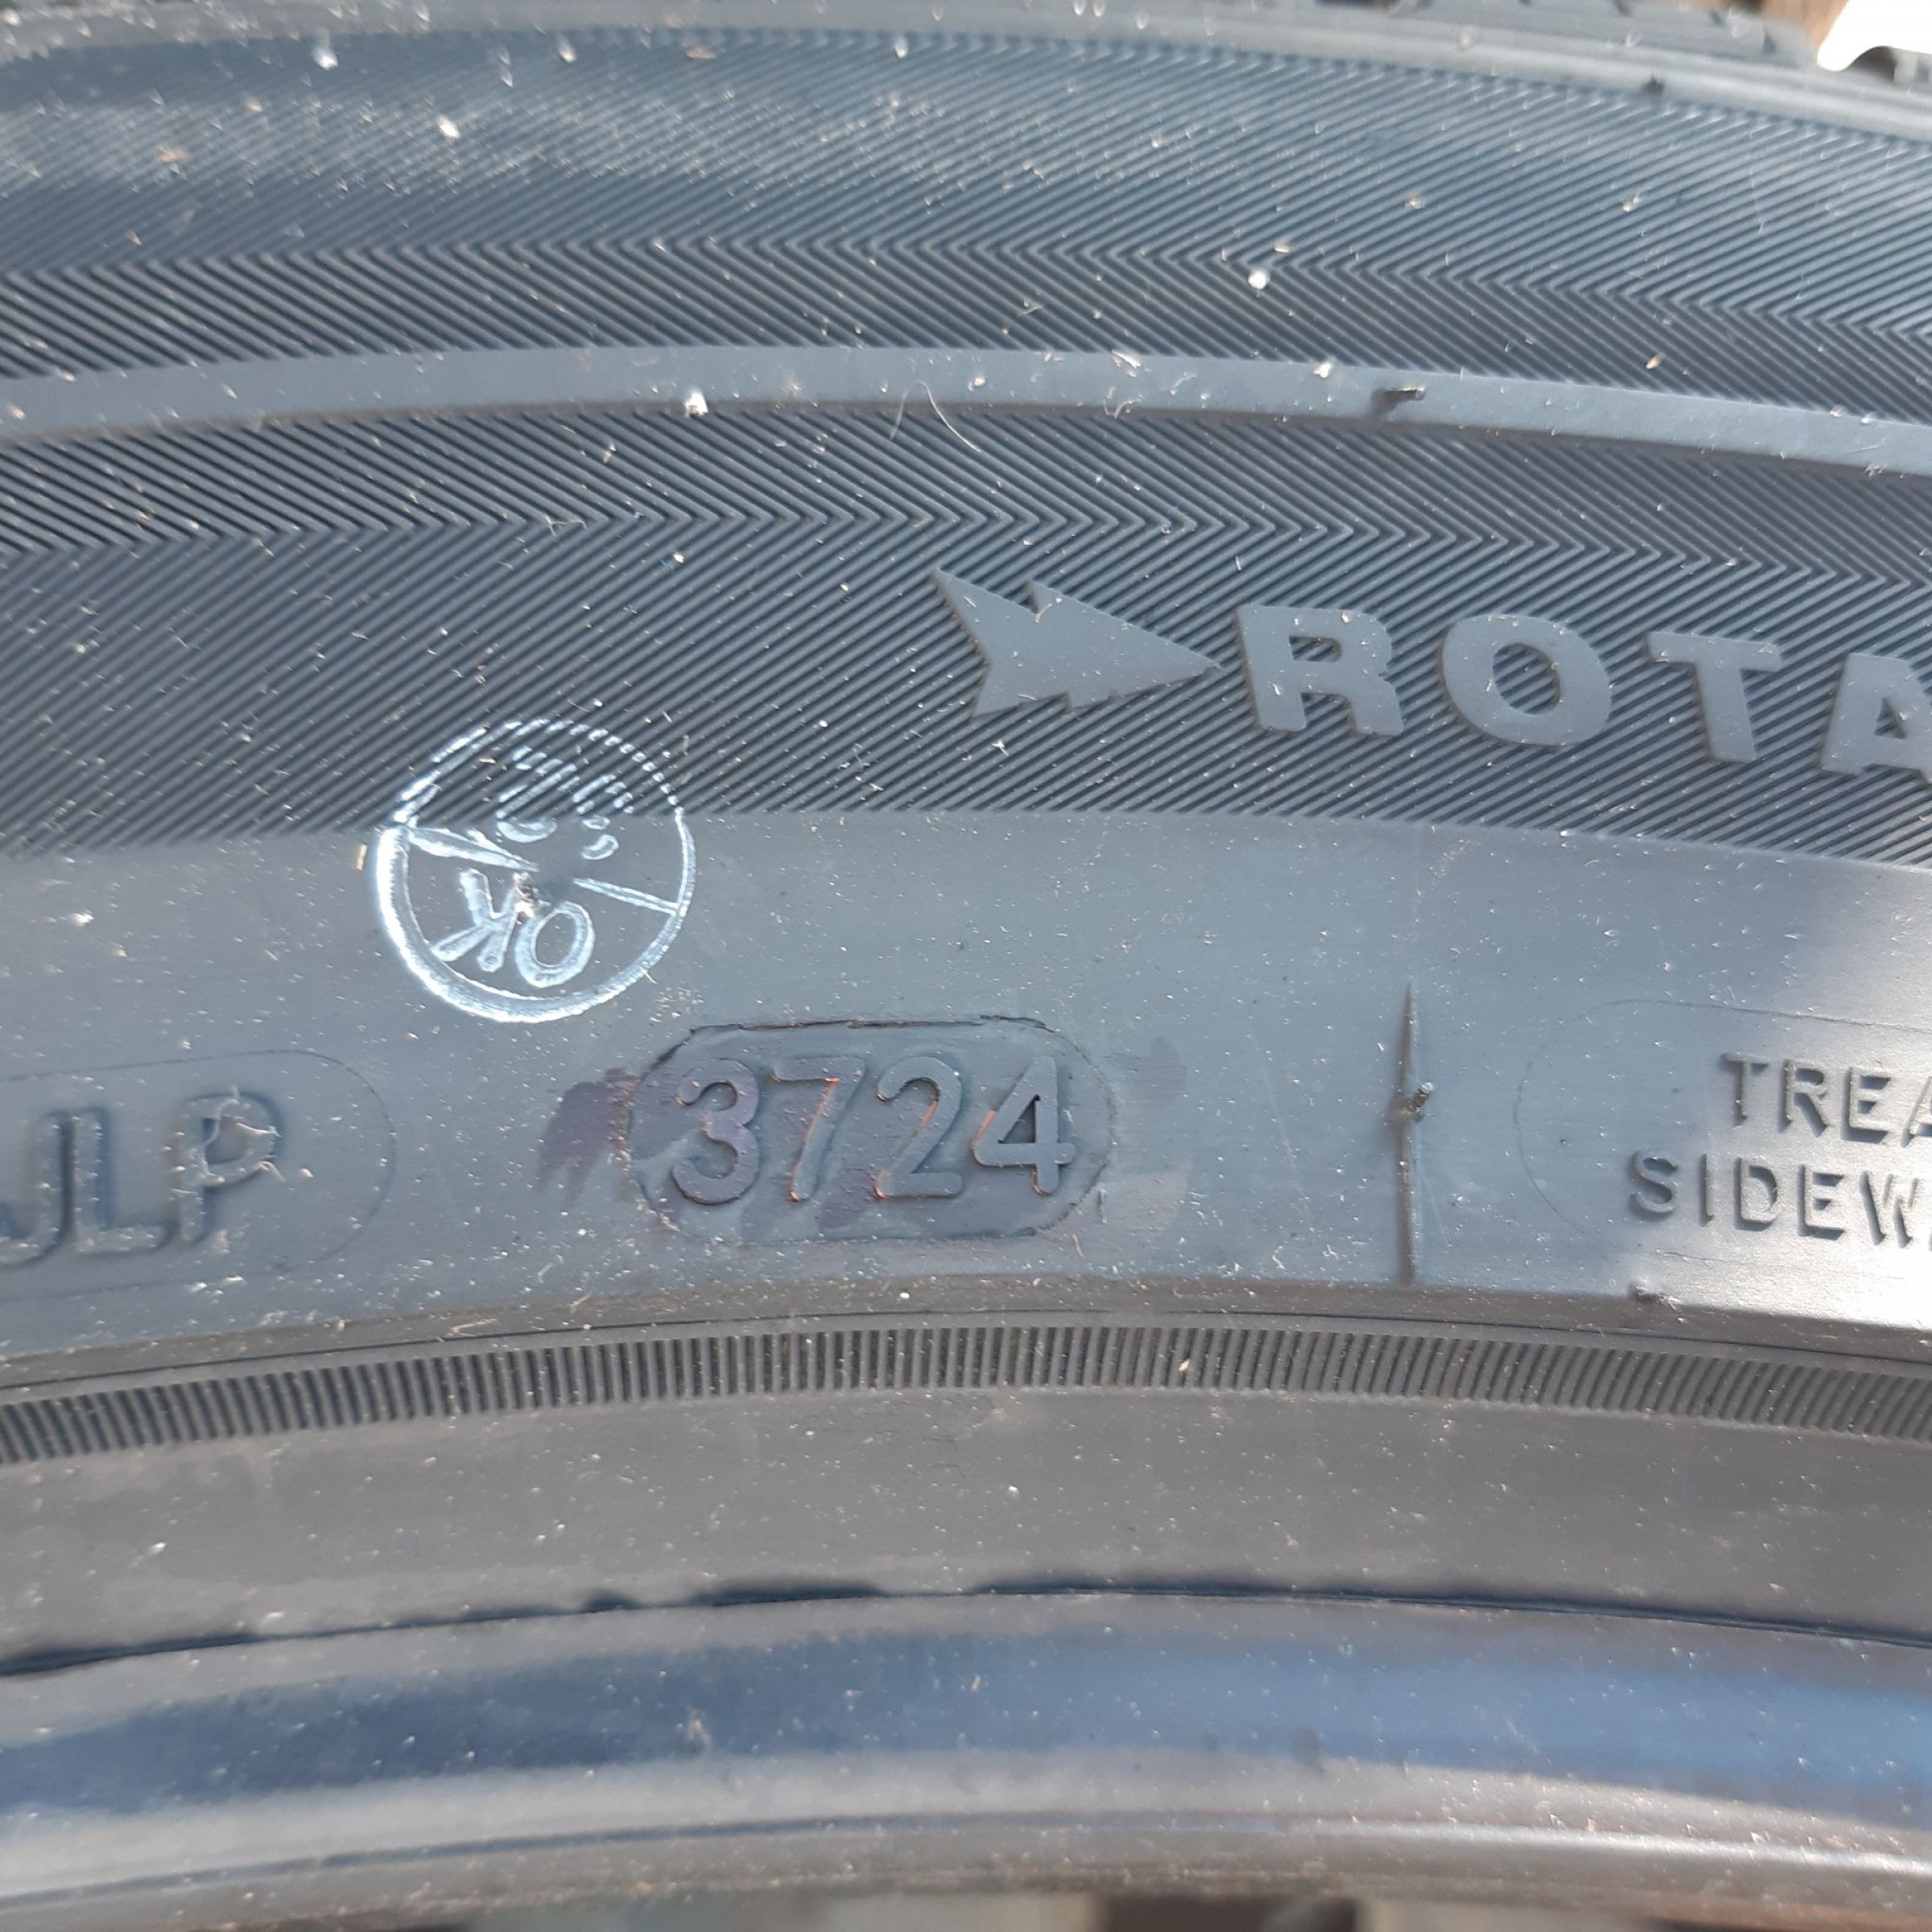 ROTA
OK
JLP
3724
TREA
SIDEW